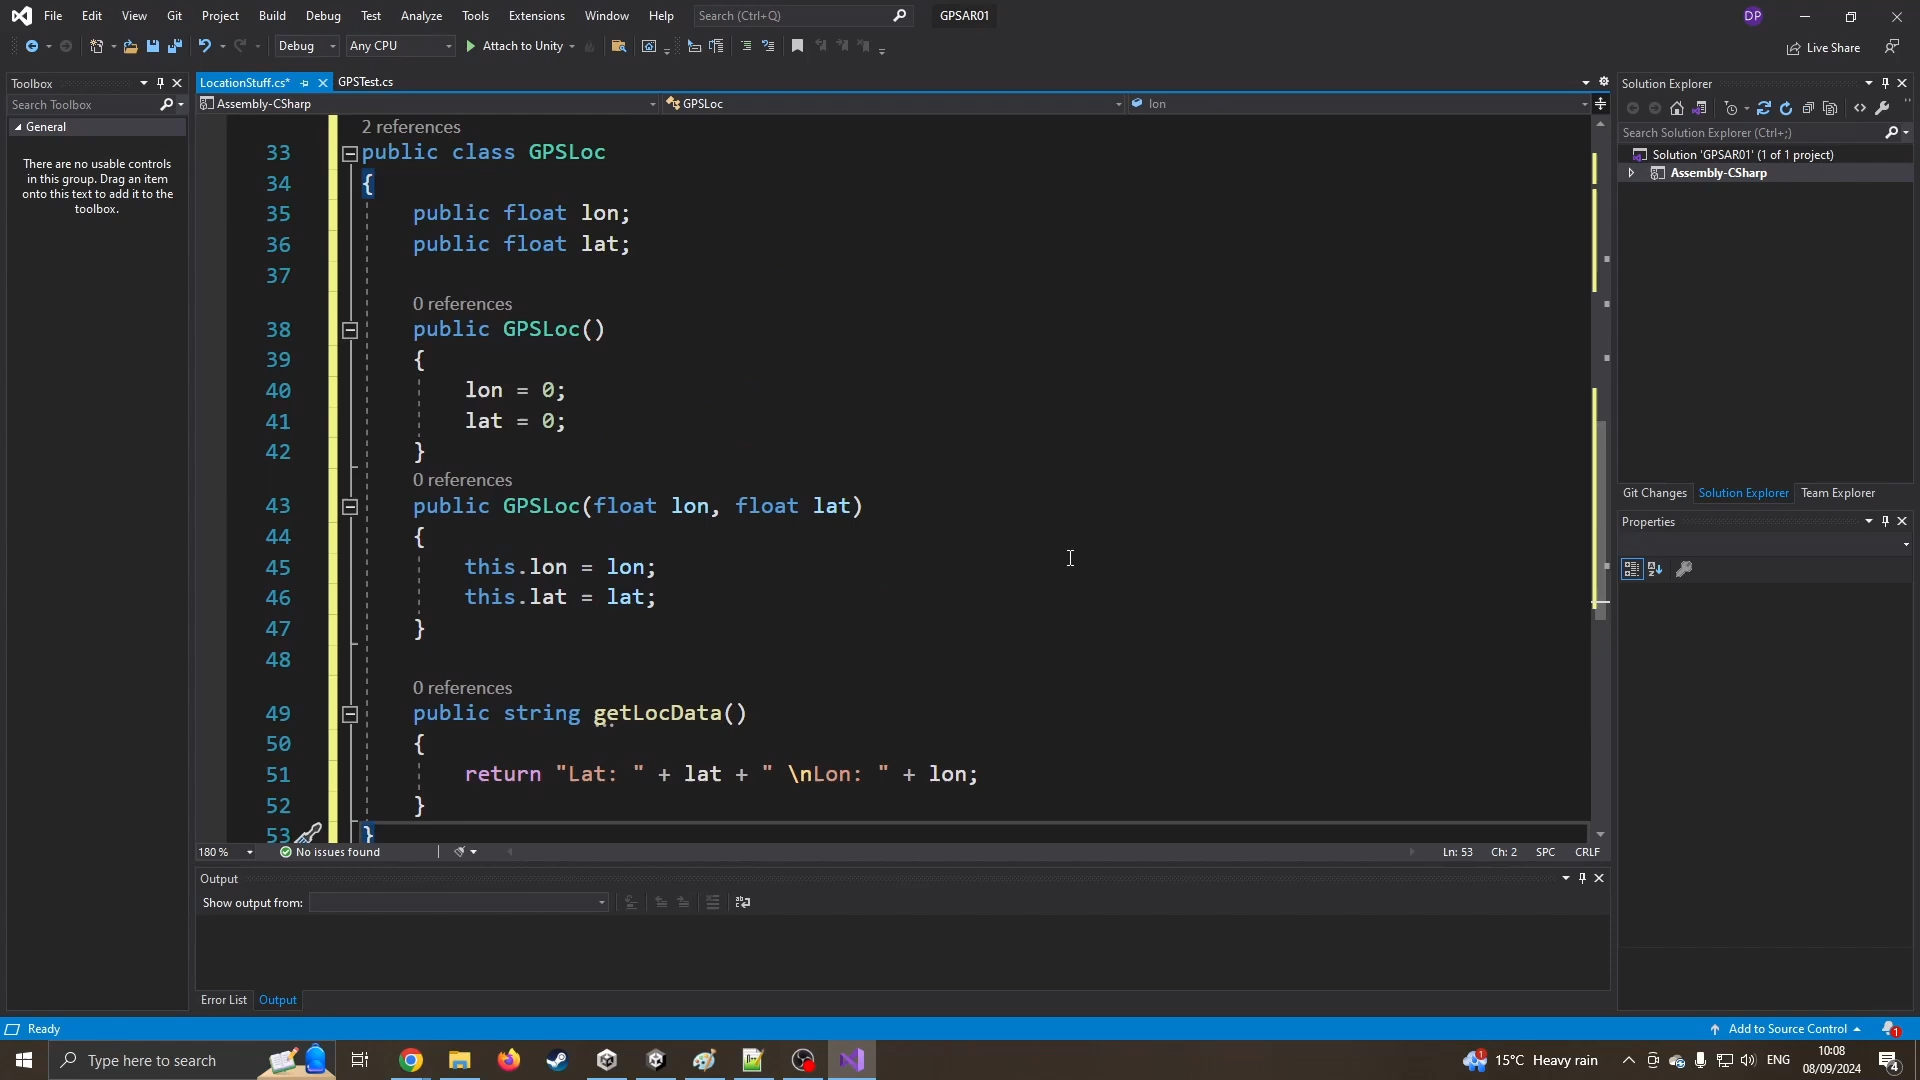 File Edit View Git Project Build Debug Test Analyze Tools Extensions Window Help Search (Ctrl+Q) GPSAR01 DP
Debug Any CPU Attach to Unity Live Share
Toolbox
Search Toolbox
General
There are no usable controls
in this group. Drag an item
onto this text to add it to the
toolbox.
LocationStuff.cs* GPSTest.cs
Assembly-CSharp GPSLoc lon
2 references
33 public class GPSLoc
34 {
35 public float lon;
36 public float lat;
37
0 references
38 public GPSLoc()
39 {
40 lon = 0;
41 lat = 0;
42 }
0 references
43 public GPSLoc(float lon, float lat)
44 {
45 this.lon = lon;
46 this.lat = lat;
47 }
48
0 references
49 public string getLocData()
50 {
51 return "Lat: " + lat + " \nLon: " + lon;
52 }
53 }
180 % No issues found Ln: 53 Ch: 2 SPC CRLF
Output
Show output from:
Error List Output
Solution Explorer
Search Solution Explorer (Ctrl+;)
Solution 'GPSAR01' (1 of 1 project)
Assembly-CSharp
Git Changes Solution Explorer Team Explorer
Properties
Ready Add to Source Control 1
Type here to search 1 15°C Heavy rain ENG 10:08
08/09/2024 4